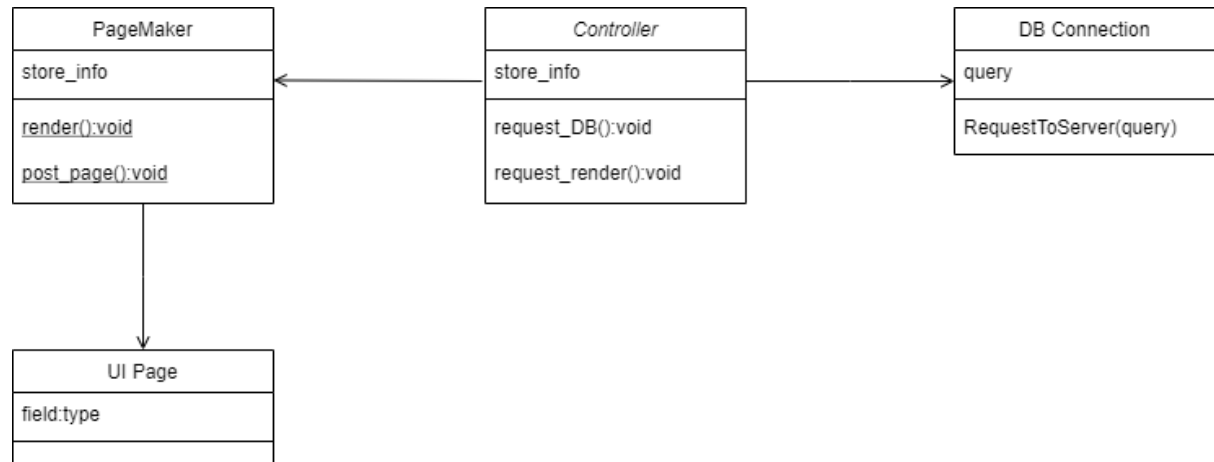 PageMaker
store_info
render():void
post_page():void
Controller
store_info
request_DB():void
request_render():void
DB Connection
query
RequestToServer(query)
UI Page
field:type